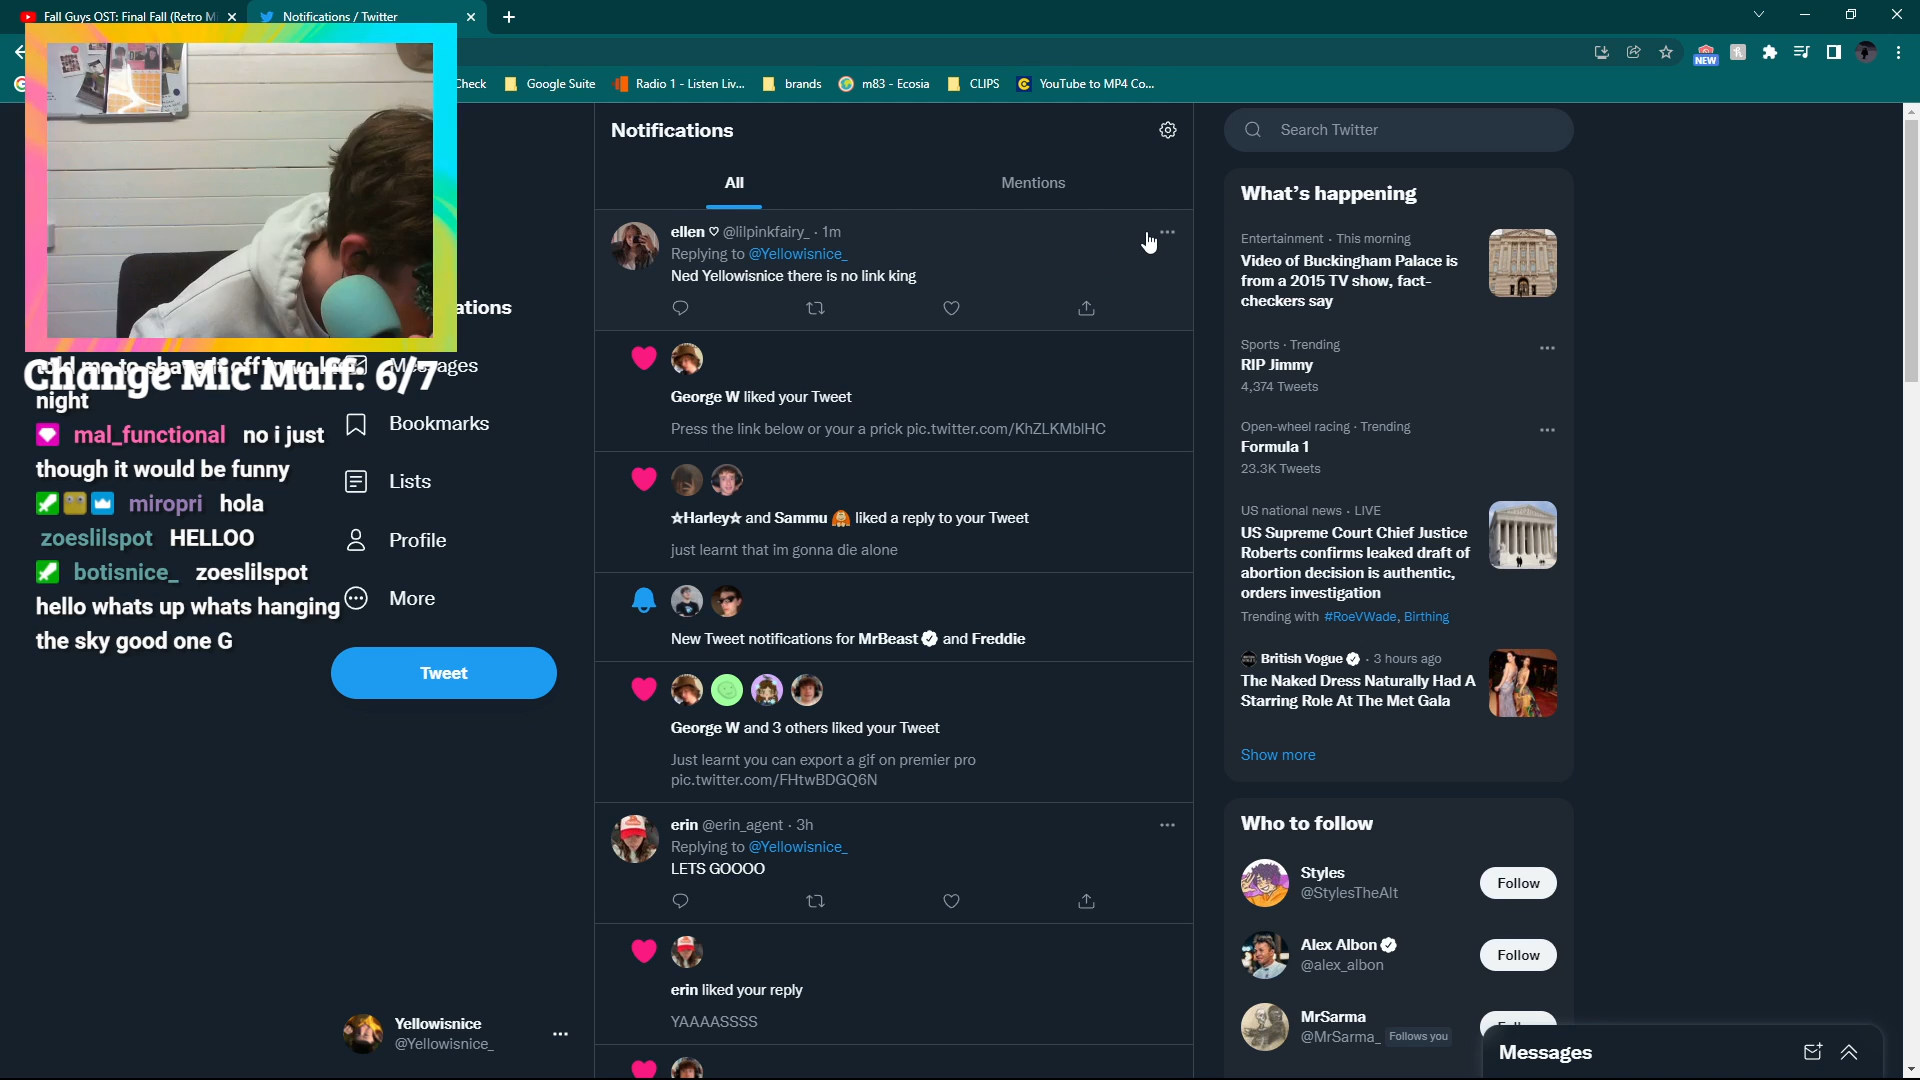 Fall Guys OST: Final Fall (Retro M
Notifications / Twitter
NEW
Check
Google Suite
Radio 1 - Listen Liv...
brands
m83 - Ecosia
CLIPS
YouTube to MP4 Co...
ations
Messages
Bookmarks
Lists
Profile
More
Tweet
Yellowisnice
@Yellowisnice_
told me to shave it off two
Change Mic Muff: 6/7
night
mal_functional no i just
though it would be funny
miropri hola
zoeslilspot HELLOO
botisnice_ zoeslilspot
hello whats up whats hanging
the sky good one G
Notifications
All
Mentions
ellen ♡ @lilpinkfairy_ · 1m
Replying to @Yellowisnice_
Ned Yellowisnice there is no link king
George W liked your Tweet
Press the link below or your a prick pic.twitter.com/KhZLKMblHC
☆Harley☆ and Sammu liked a reply to your Tweet
just learnt that im gonna die alone
New Tweet notifications for MrBeast and Freddie
George W and 3 others liked your Tweet
Just learnt you can export a gif on premier pro
pic.twitter.com/FHtwBDGQ6N
erin @erin_agent · 3h
Replying to @Yellowisnice_
LETS GOOOO
erin liked your reply
YAAAASSSS
Search Twitter
What's happening
Entertainment · This morning
Video of Buckingham Palace is
from a 2015 TV show, fact-
checkers say
Sports · Trending
RIP Jimmy
4,374 Tweets
Open-wheel racing · Trending
Formula 1
23.3K Tweets
US national news · LIVE
US Supreme Court Chief Justice
Roberts confirms leaked draft of
abortion decision is authentic,
orders investigation
Trending with #RoeVWade, Birthing
British Vogue · 3 hours ago
The Naked Dress Naturally Had A
Starring Role At The Met Gala
Show more
Who to follow
Styles
@StylesTheAlt
Follow
Alex Albon
@alex_albon
Follow
MrSarma
@MrSarma_ Follows you
Messages